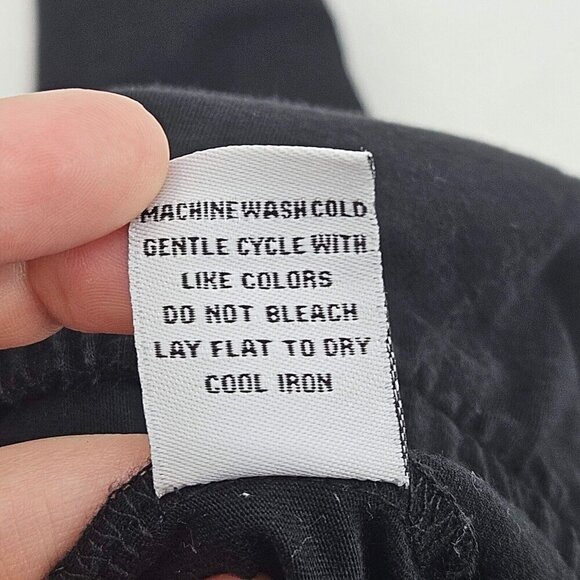 MACHINE WASH COLD
GENTLE CYCLE WITH
LIKE COLORS
DO NOT BLEACH
LAY FLAT TO DRY
COOL IRON